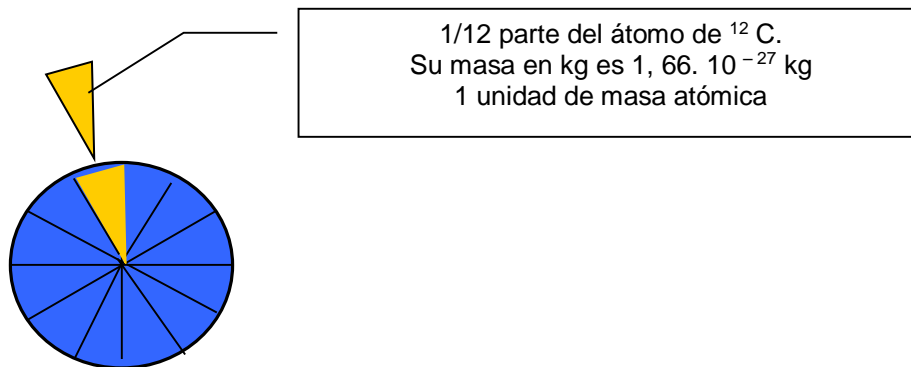 1/12 parte del átomo de ¹² C.
Su masa en kg es 1, 66. 10 ⁻ ²⁷ kg
1 unidad de masa atómica